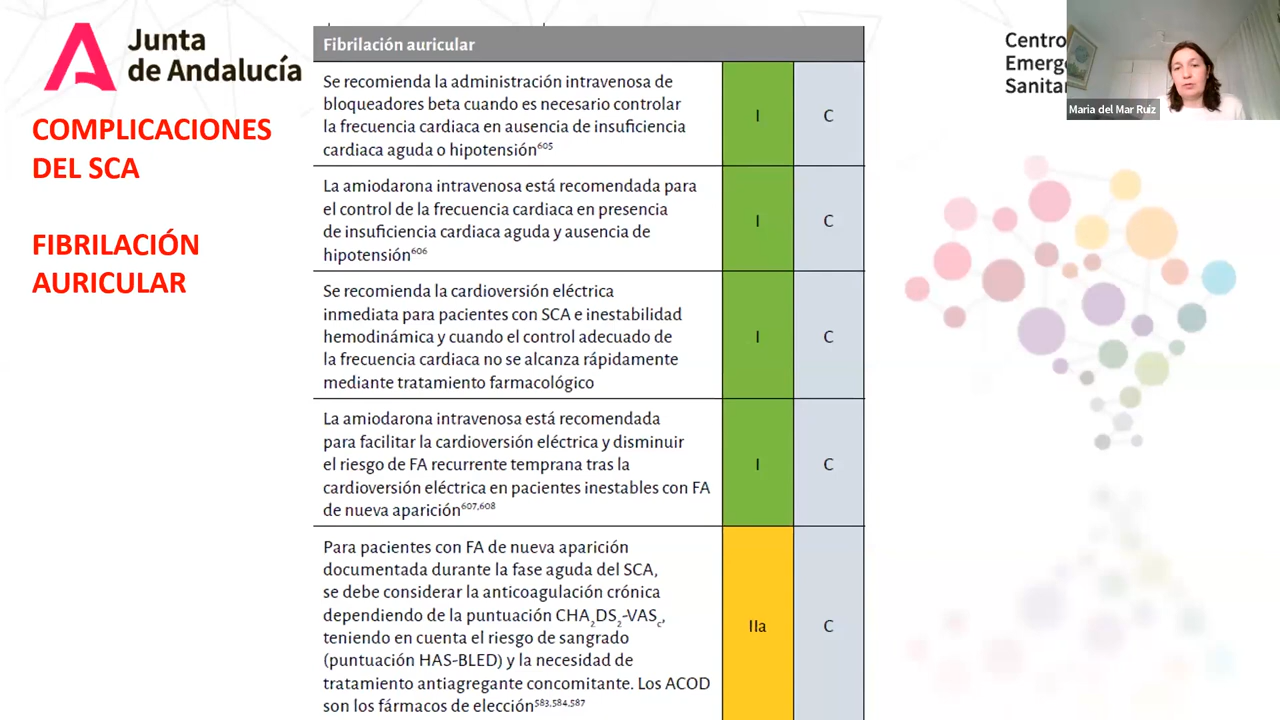 Junta
de Andalucía
COMPLICACIONES
DEL SCA
FIBRILACIÓN
AURICULAR
Fibrilación auricular
Se recomienda la administración intravenosa de
bloqueadores beta cuando es necesario controlar
la frecuencia cardiaca en ausencia de insuficiencia
cardiaca aguda o hipotensión⁶⁰⁵
I
C
La amiodarona intravenosa está recomendada para
el control de la frecuencia cardiaca en presencia
de insuficiencia cardiaca aguda y ausencia de
hipotensión⁶⁰⁶
I
C
Se recomienda la cardioversión eléctrica
inmediata para pacientes con SCA e inestabilidad
hemodinámica y cuando el control adecuado de
la frecuencia cardiaca no se alcanza rápidamente
mediante tratamiento farmacológico
I
C
La amiodarona intravenosa está recomendada
para facilitar la cardioversión eléctrica y disminuir
el riesgo de FA recurrente temprana tras la
cardioversión eléctrica en pacientes inestables con FA
de nueva aparición⁶⁰⁷,⁶⁰⁸
I
C
Para pacientes con FA de nueva aparición
documentada durante la fase aguda del SCA,
se debe considerar la anticoagulación crónica
dependiendo de la puntuación CHA₂DS₂-VASc,
teniendo en cuenta el riesgo de sangrado
(puntuación HAS-BLED) y la necesidad de
tratamiento antiagregante concomitante. Los ACOD
son los fármacos de elección⁵⁸³,⁵⁸⁴,⁵⁸⁷
IIa
C
Centro
Maria del Mar Ruiz